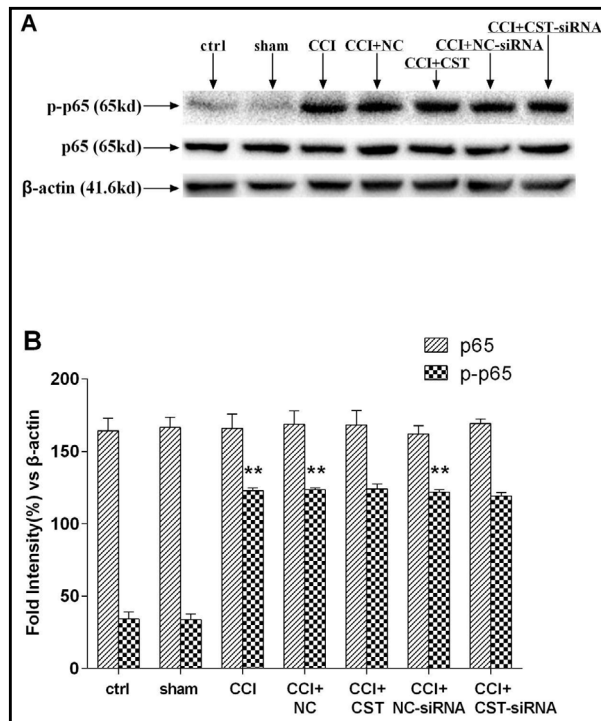 A
ctrl
sham
CCI
CCI+NC
CCI+CST
CCI+NC-siRNA
CCI+CST-siRNA
p-p65 (65kd)
p65 (65kd)
β-actin (41.6kd)
B
p65
p-p65
Fold Intensity(%) vs β-actin
200
150
100
50
0
** ** **
ctrl sham CCI CCI+ CCI+ CCI+ CCI+
NC CST NC-siRNA CST-siRNA